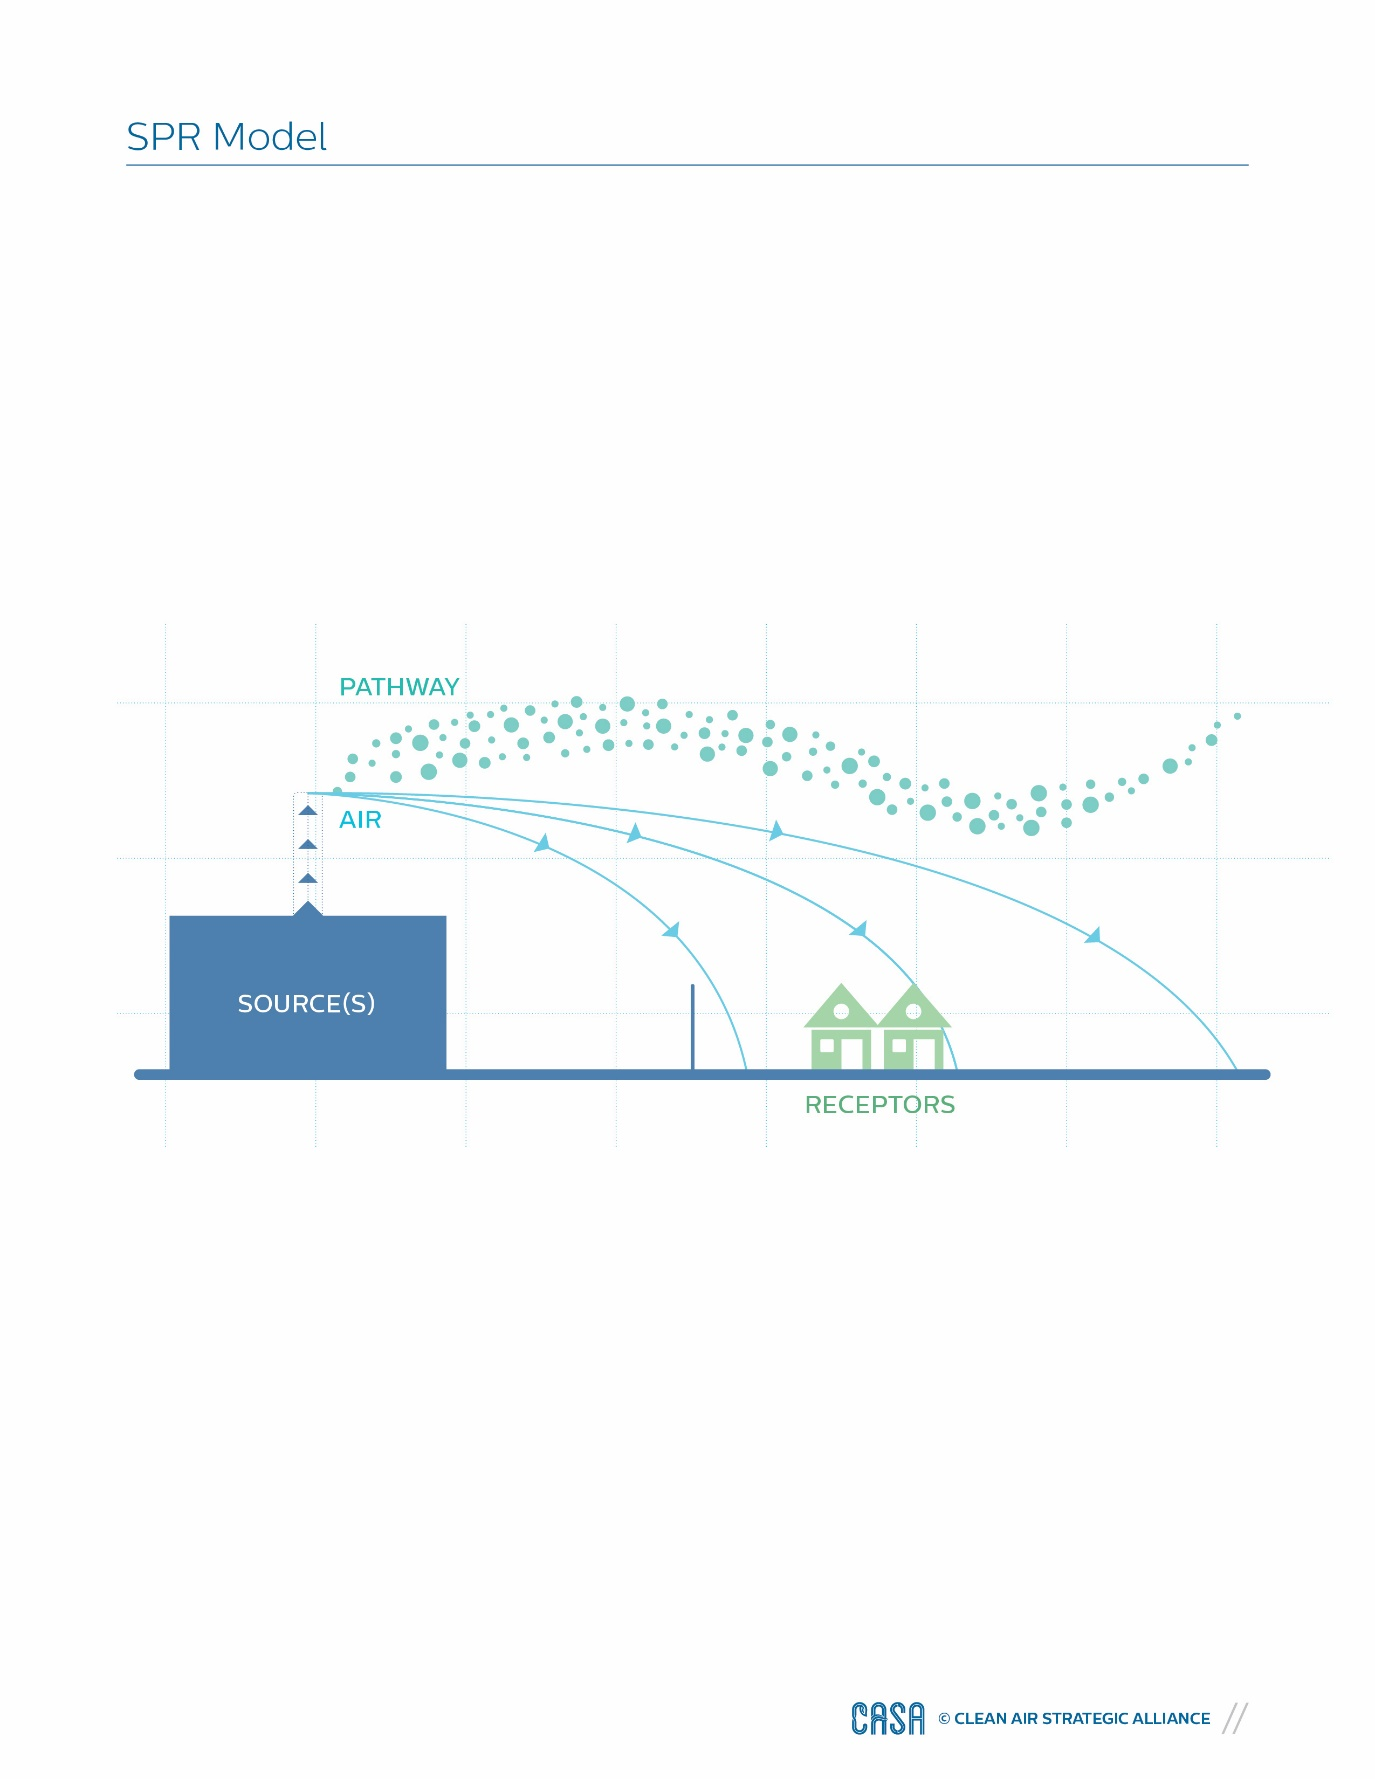 SPR Model
PATHWAY
AIR
SOURCE(S)
RECEPTORS
CASA © CLEAN AIR STRATEGIC ALLIANCE //